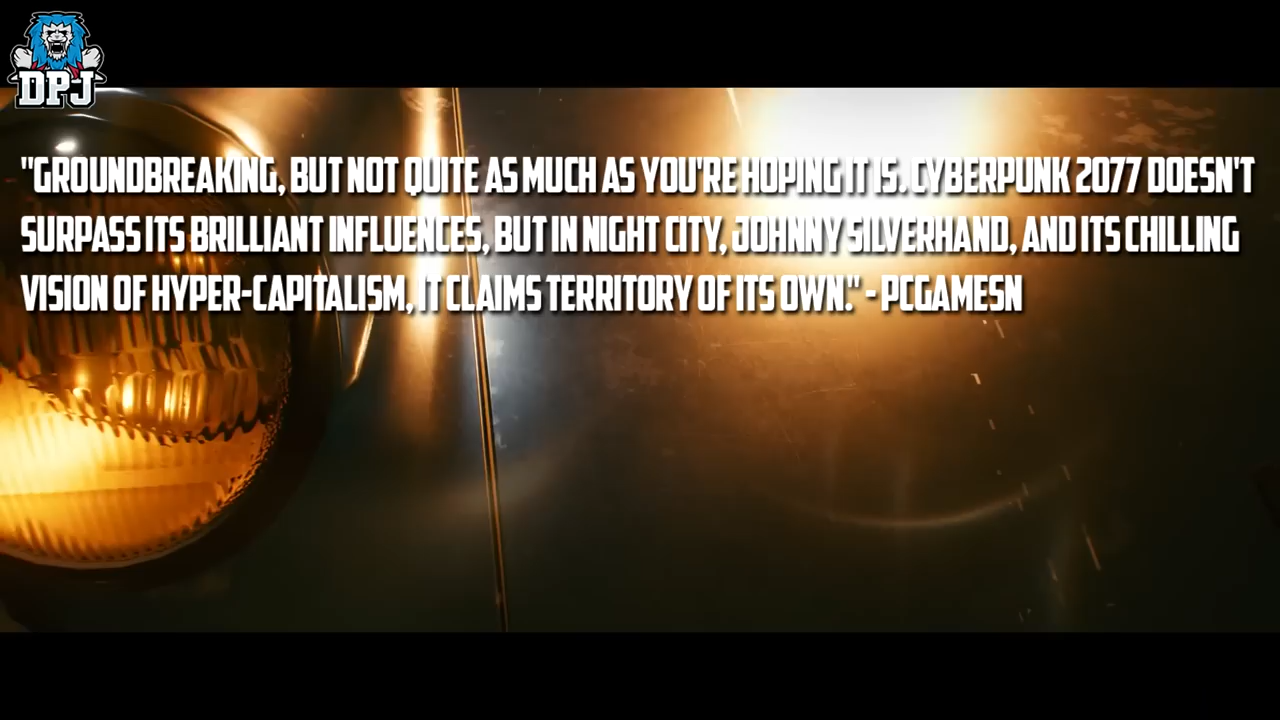 DPJ
"GROUNDBREAKING, BUT NOT QUITE AS MUCH AS YOU'RE HOPING IT IS. CYBERPUNK 2077 DOESN'T
SURPASS ITS BRILLIANT INFLUENCES, BUT IN NIGHT CITY, JOHNNY SILVERHAND, AND ITS CHILLING
VISION OF HYPER-CAPITALISM, IT CLAIMS TERRITORY OF ITS OWN." - PCGAMESN